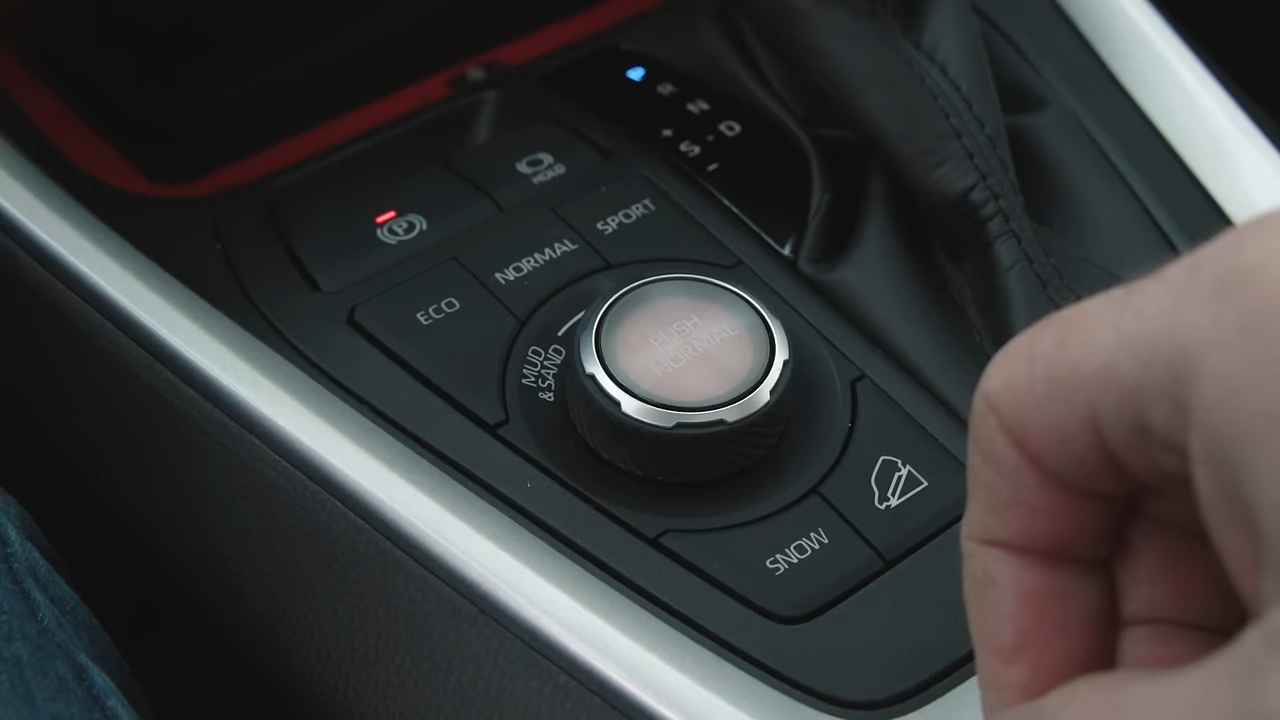 R
N
+
S - D
-
HOLD
P
SPORT
NORMAL
ECO
PUSH
NORMAL
MUD
&SAND
SNOW